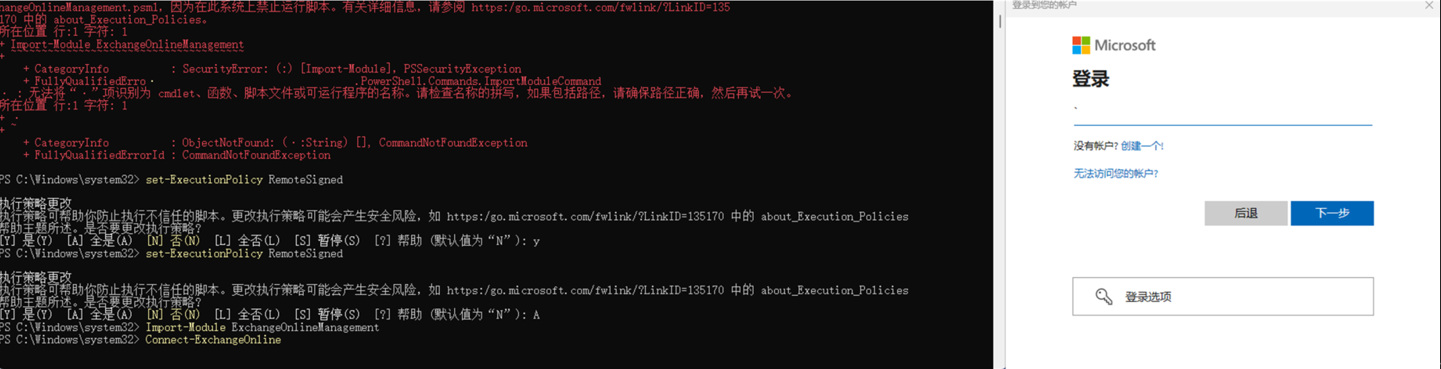 hangeOnlineManagement.psm1，因为在此系统上禁止运行脚本。有关详细信息，请参阅 https:/go.microsoft.com/fwlink/?LinkID=135
170 中的 about_Execution_Policies。
所在位置 行:1 字符: 1
+ Import-Module ExchangeOnlineManagement
+ ~~~~~~~~~~~~~~~~~~~~~~~~~~~~~~~~~~~~~~
+ CategoryInfo          : SecurityError: (:) [Import-Module], PSSecurityException
+ FullyQualifiedErro .PowerShell.Commands.ImportModuleCommand
· : 无法将“·”项识别为 cmdlet、函数、脚本文件或可运行程序的名称。请检查名称的拼写，如果包括路径，请确保路径正确，然后再试一次。
所在位置 行:1 字符: 1
+ ·
+ ~
+ CategoryInfo          : ObjectNotFound: (·:String) [], CommandNotFoundException
+ FullyQualifiedErrorId : CommandNotFoundException
PS C:\Windows\system32> set-ExecutionPolicy RemoteSigned
执行策略更改
执行策略可帮助你防止执行不信任的脚本。更改执行策略可能会产生安全风险，如 https:/go.microsoft.com/fwlink/?LinkID=135170 中的 about_Execution_Policies
帮助主题所述。是否要更改执行策略?
[Y] 是(Y)  [A] 全是(A)  [N] 否(N)  [L] 全否(L)  [S] 暂停(S)  [?] 帮助 (默认值为“N”): y
PS C:\Windows\system32> set-ExecutionPolicy RemoteSigned
执行策略更改
执行策略可帮助你防止执行不信任的脚本。更改执行策略可能会产生安全风险，如 https:/go.microsoft.com/fwlink/?LinkID=135170 中的 about_Execution_Policies
帮助主题所述。是否要更改执行策略?
[Y] 是(Y)  [A] 全是(A)  [N] 否(N)  [L] 全否(L)  [S] 暂停(S)  [?] 帮助 (默认值为“N”): A
PS C:\Windows\system32> Import-Module ExchangeOnlineManagement
PS C:\Windows\system32> Connect-ExchangeOnline
登录到您的帐户
Microsoft
登录
没有帐户? 创建一个!
无法访问您的帐户?
后退
下一步
登录选项